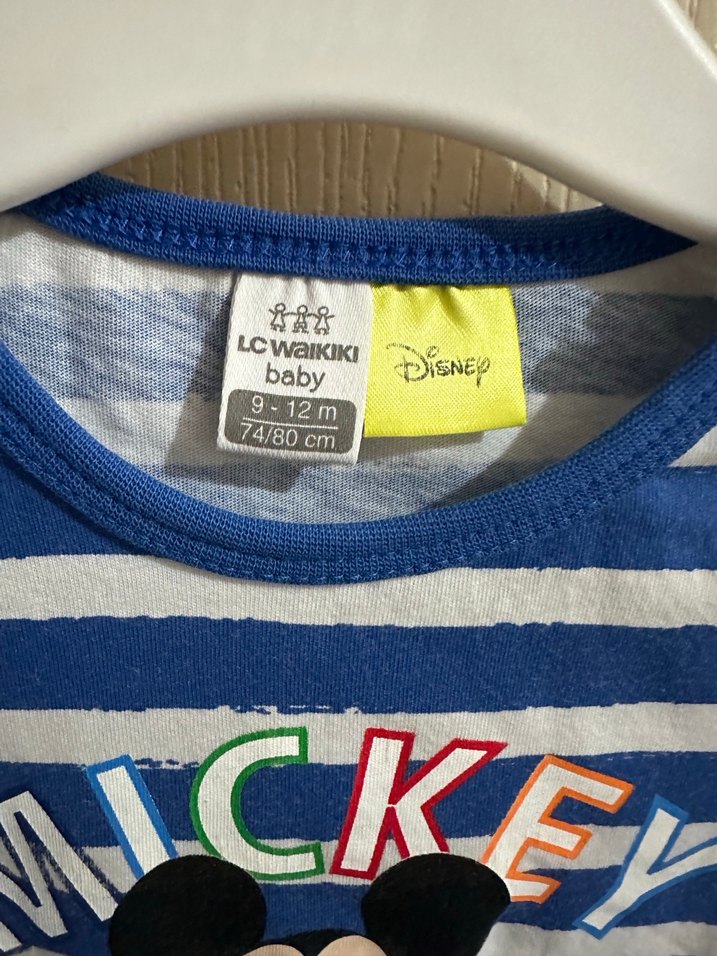 LC WAIKIKI
baby
9 - 12 m
74/80 cm
Disney
MICKEY